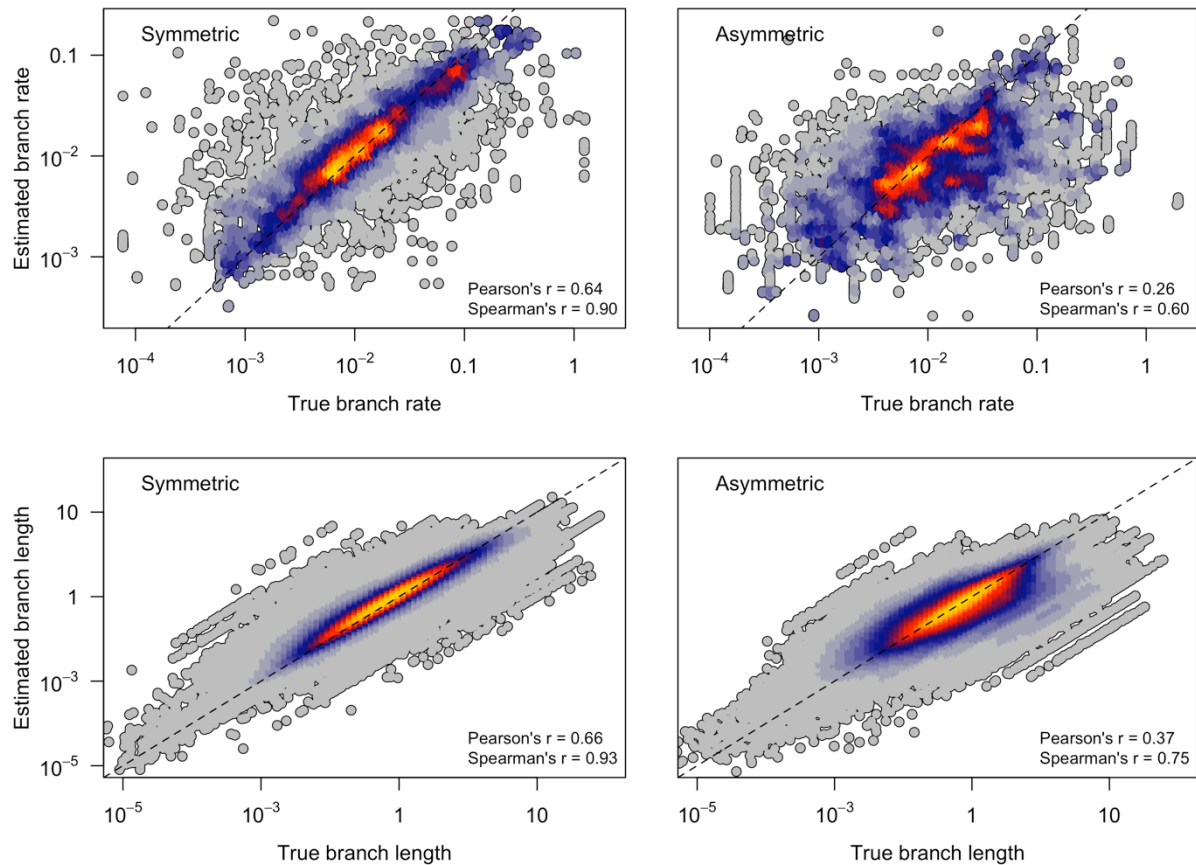 Symmetric
Asymmetric
Estimated branch rate
0.1
10⁻²
10⁻³
Pearson's r = 0.64
Spearman's r = 0.90
Pearson's r = 0.26
Spearman's r = 0.60
10⁻⁴ 10⁻³ 10⁻² 0.1 1
10⁻⁴ 10⁻³ 10⁻² 0.1 1
True branch rate
True branch rate
Symmetric
Asymmetric
Estimated branch length
10
1
10⁻³
10⁻⁵
Pearson's r = 0.66
Spearman's r = 0.93
Pearson's r = 0.37
Spearman's r = 0.75
10⁻⁵ 10⁻³ 1 10
10⁻⁵ 10⁻³ 1 10
True branch length
True branch length